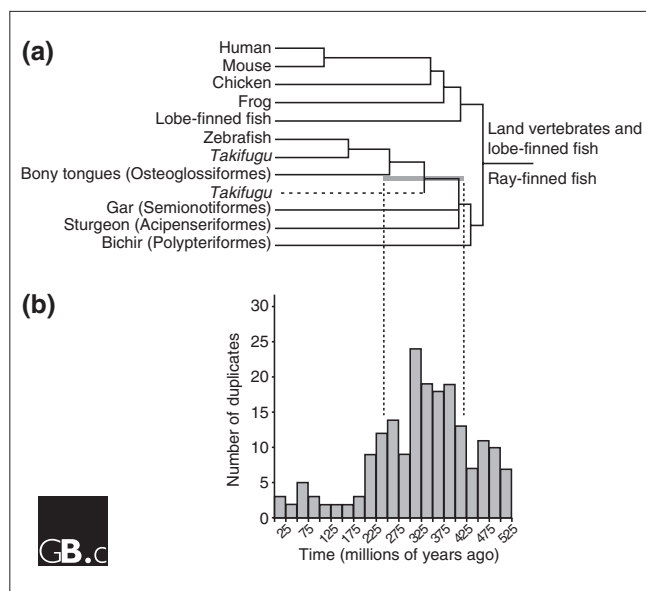 (a)
Human
Mouse
Chicken
Frog
Lobe-finned fish
Zebrafish
Takifugu
Bony tongues (Osteoglossiformes)
Takifugu
Gar (Semionotiformes)
Sturgeon (Acipenseriformes)
Bichir (Polypteriformes)
Land vertebrates and
lobe-finned fish
Ray-finned fish
(b)
Number of duplicates
30
25
20
15
10
5
0
25 75 125 175 225 275 325 375 425 475 525
Time (millions of years ago)
GB.c